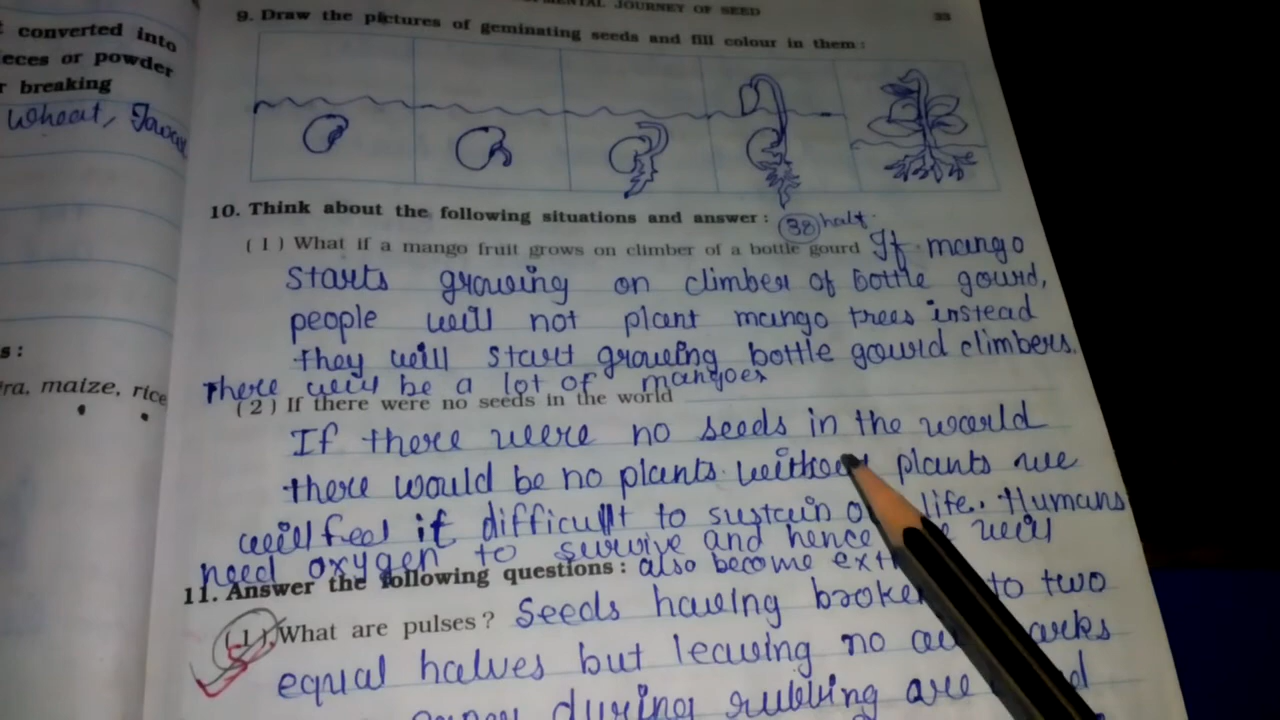 JOURNEY OF SEED
33
converted into
eces or powder
r breaking
Wheat,
s :
ra, maize, rice
9. Draw the pictures of geminating seeds and fill colour in them :
10. Think about the following situations and answer : 38 half
( 1 ) What if a mango fruit grows on climber of a bottle gourd If mango
starts growing on climber of bottle gourd,
people will not plant mango trees instead
they will start growing bottle gourd climbers.
There will be a lot of mangoes
( 2 ) If there were no seeds in the world
If there were no seeds in the world
there would be no plants. without plants we
will feel it difficult to sustain life. Humans
need oxygen to survive and hence will
also become
11. Answer the following questions :
( 1 ) What are pulses ? Seeds having broken to two
equal halves but leaving no
during rubbing are